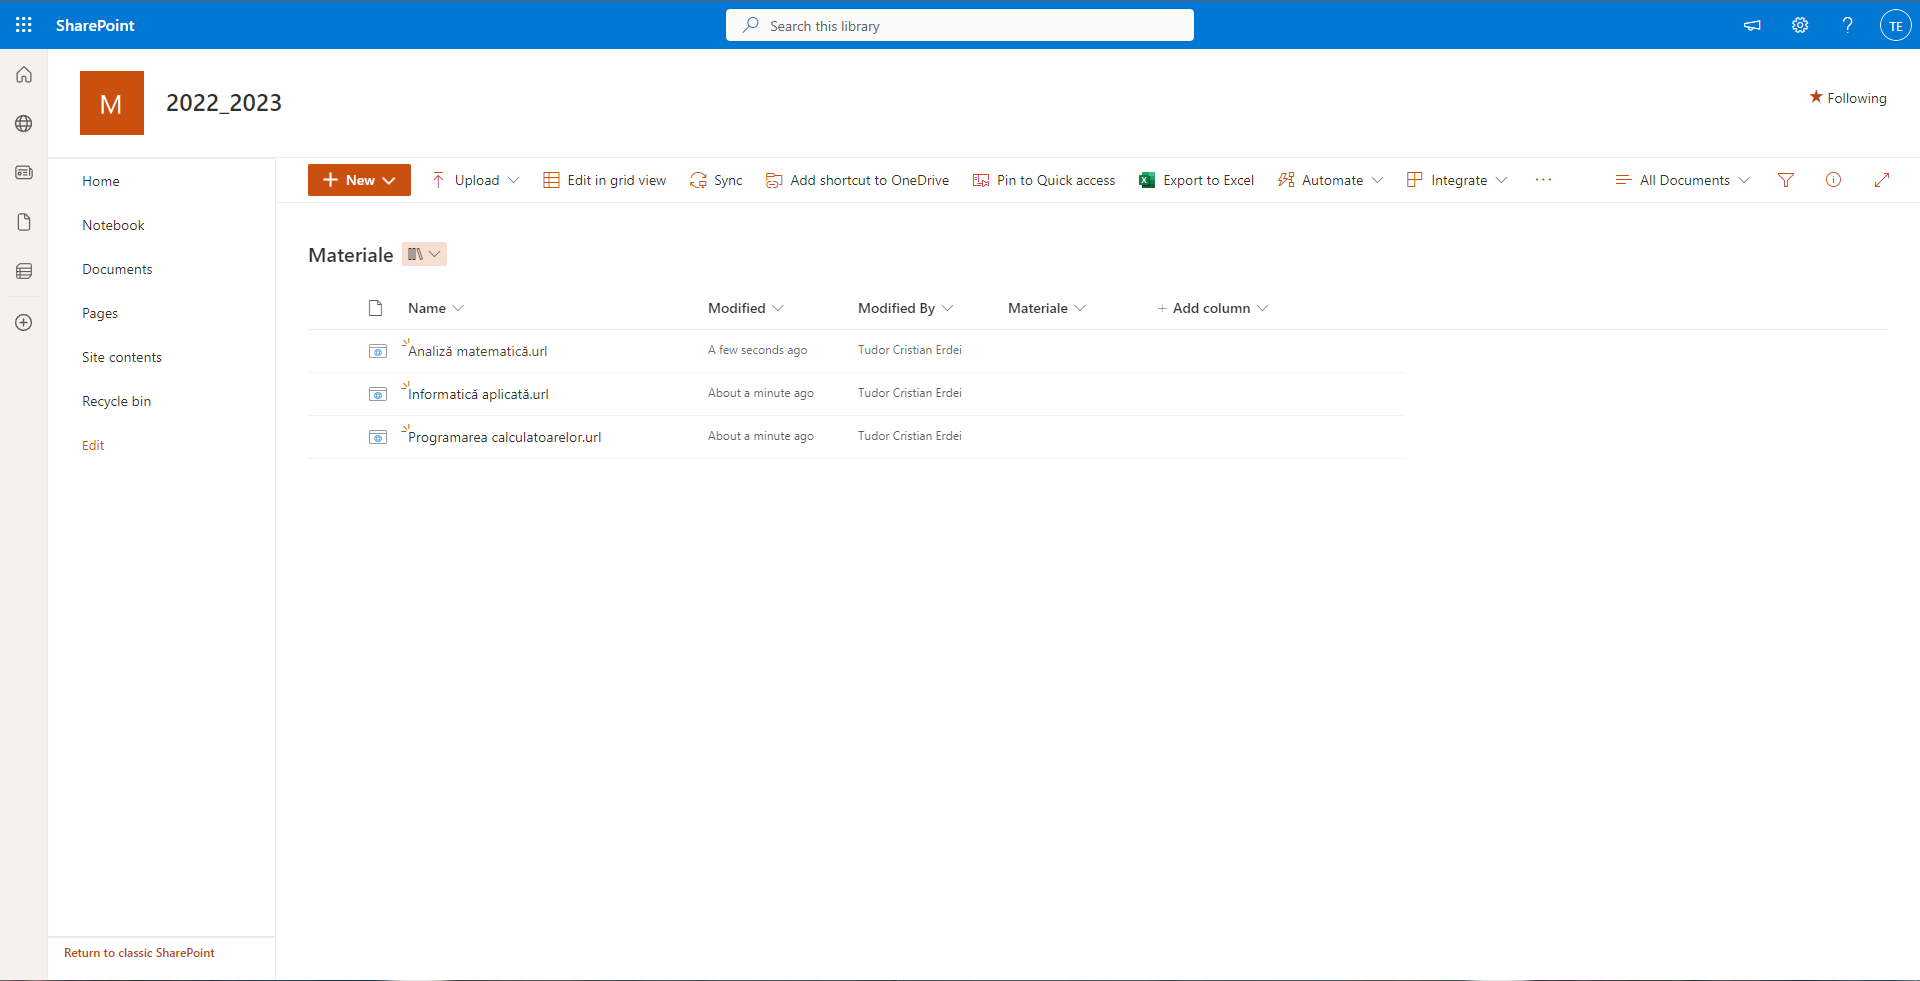 SharePoint
Search this library
TE
M
2022_2023
Following
Home
Notebook
Documents
Pages
Site contents
Recycle bin
Edit
Return to classic SharePoint
New Upload Edit in grid view Sync Add shortcut to OneDrive Pin to Quick access Export to Excel Automate Integrate ··· All Documents
Materiale
Name Modified Modified By Materiale + Add column
Analiză matematică.url A few seconds ago Tudor Cristian Erdei
Informatică aplicată.url About a minute ago Tudor Cristian Erdei
Programarea calculatoarelor.url About a minute ago Tudor Cristian Erdei